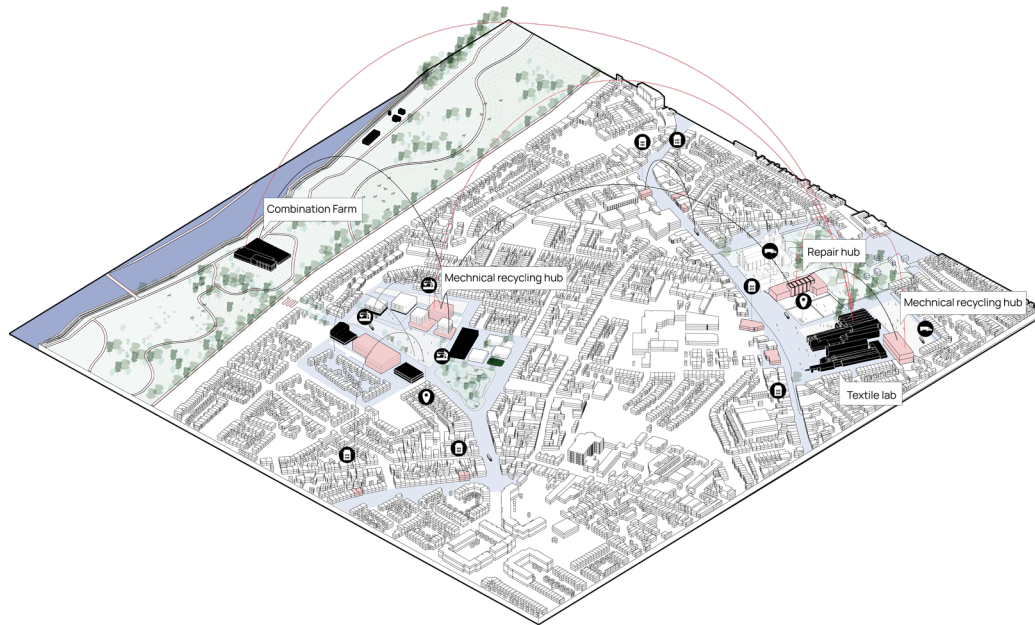 Combination Farm
Repair hub
Mechnical recycling hub
Mechnical recycling hub
Textile lab